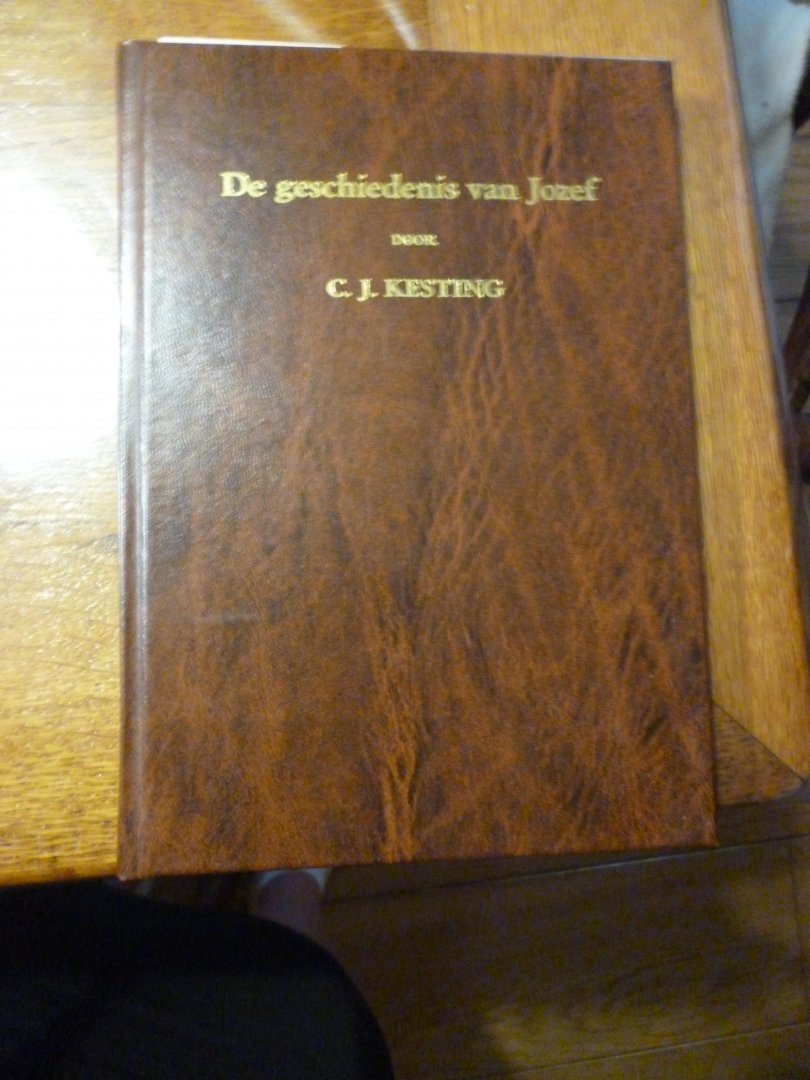 De geschiedenis van Jozef
DOOR
C. J. KESTING